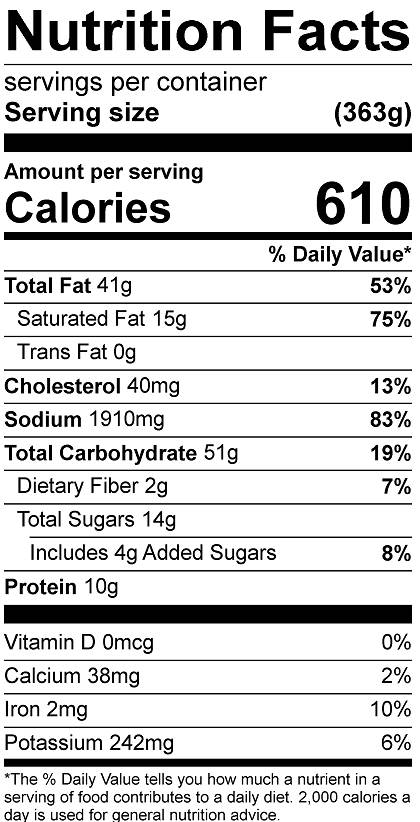 Nutrition Facts
servings per container
Serving size (363g)
Amount per serving
Calories 610
% Daily Value*
Total Fat 41g 53%
Saturated Fat 15g 75%
Trans Fat 0g
Cholesterol 40mg 13%
Sodium 1910mg 83%
Total Carbohydrate 51g 19%
Dietary Fiber 2g 7%
Total Sugars 14g
Includes 4g Added Sugars 8%
Protein 10g
Vitamin D 0mcg 0%
Calcium 38mg 2%
Iron 2mg 10%
Potassium 242mg 6%
*The % Daily Value tells you how much a nutrient in a
serving of food contributes to a daily diet. 2,000 calories a
day is used for general nutrition advice.